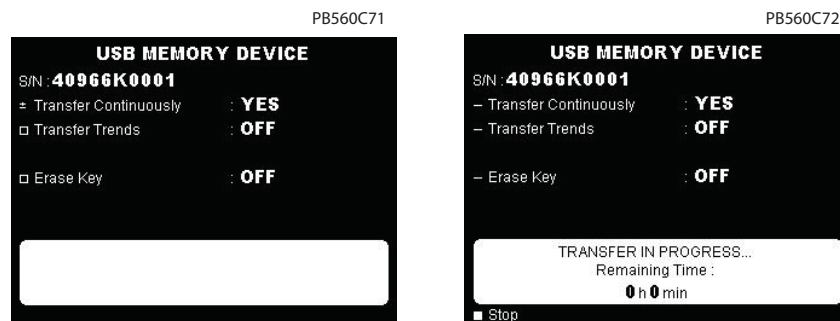 PB560C71
USB MEMORY DEVICE
S/N : 40966K0001
± Transfer Continuously : YES
□ Transfer Trends : OFF
□ Erase Key : OFF
PB560C72
USB MEMORY DEVICE
S/N : 40966K0001
– Transfer Continuously : YES
– Transfer Trends : OFF
– Erase Key : OFF
TRANSFER IN PROGRESS...
Remaining Time :
0 h 0 min
■ Stop